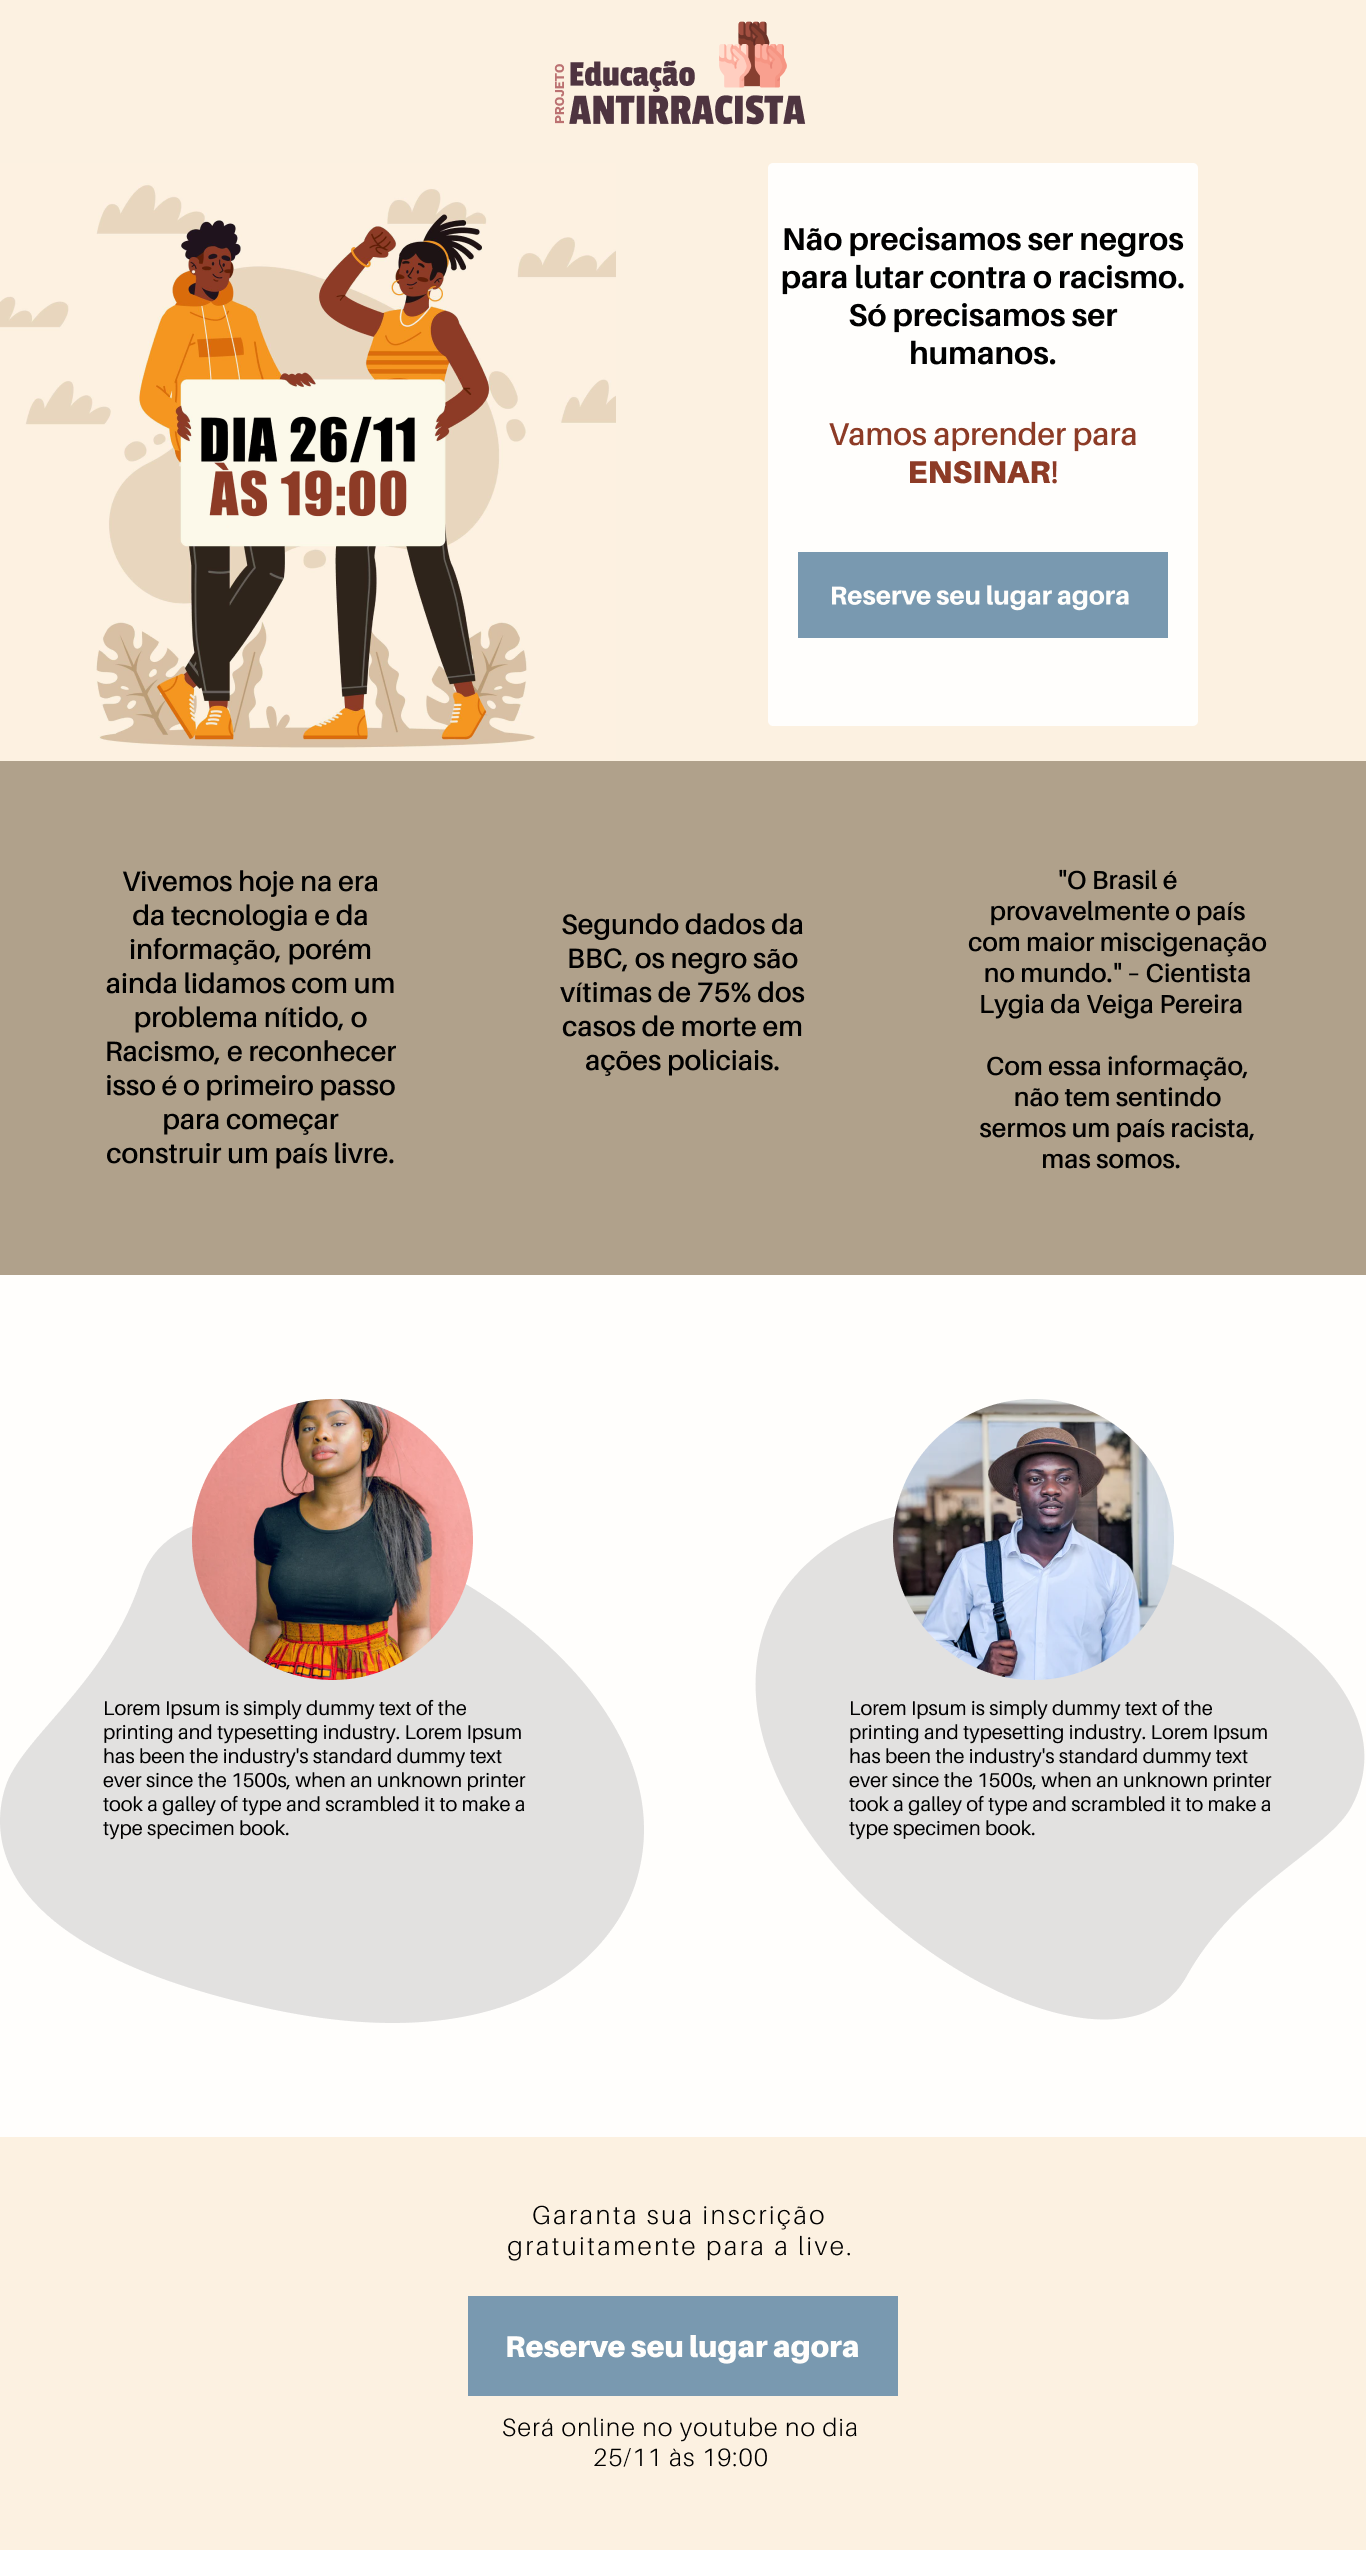 PROJETO
Educação
ANTIRRACISTA
DIA 26/11
ÀS 19:00
Não precisamos ser negros
para lutar contra o racismo.
Só precisamos ser
humanos.
Vamos aprender para
ENSINAR!
Reserve seu lugar agora
Vivemos hoje na era
da tecnologia e da
informação, porém
ainda lidamos com um
problema nítido, o
Racismo, e reconhecer
isso é o primeiro passo
para começar
construir um país livre.
Segundo dados da
BBC, os negro são
vítimas de 75% dos
casos de morte em
ações policiais.
"O Brasil é
provavelmente o país
com maior miscigenação
no mundo." – Cientista
Lygia da Veiga Pereira
Com essa informação,
não tem sentindo
sermos um país racista,
mas somos.
Lorem Ipsum is simply dummy text of the
printing and typesetting industry. Lorem Ipsum
has been the industry's standard dummy text
ever since the 1500s, when an unknown printer
took a galley of type and scrambled it to make a
type specimen book.
Lorem Ipsum is simply dummy text of the
printing and typesetting industry. Lorem Ipsum
has been the industry's standard dummy text
ever since the 1500s, when an unknown printer
took a galley of type and scrambled it to make a
type specimen book.
Garanta sua inscrição
gratuitamente para a live.
Reserve seu lugar agora
Será online no youtube no dia
25/11 às 19:00